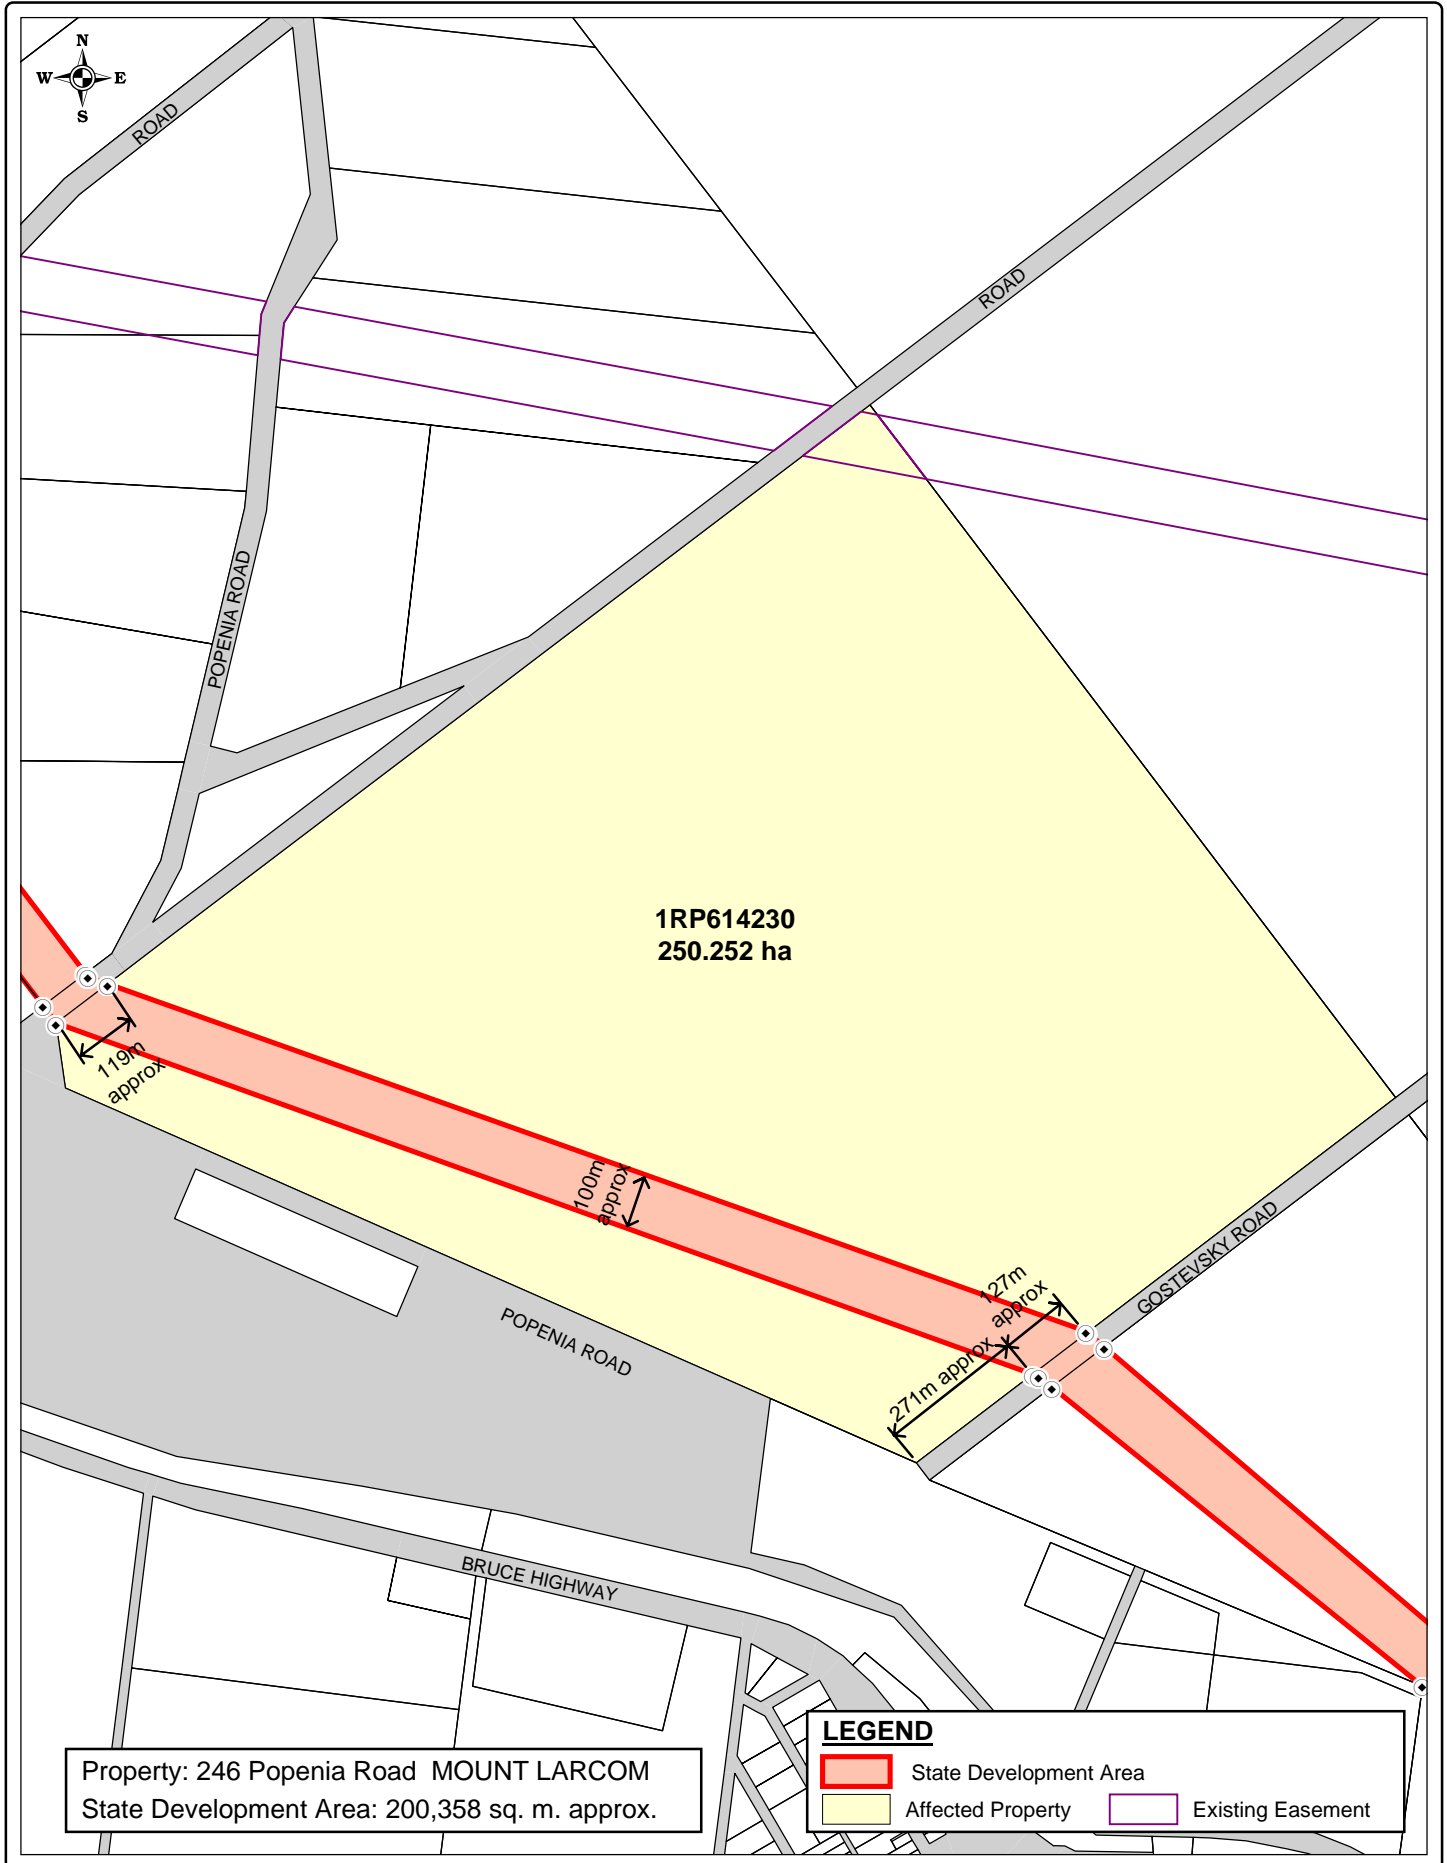 N
W E
S
ROAD
ROAD
POPENIA ROAD
1RP614230
250.252 ha
119m
approx
100m
approx
127m
approx
271m approx
GOSTEVSKY ROAD
POPENIA ROAD
BRUCE HIGHWAY
Property: 246 Popenia Road  MOUNT LARCOM
State Development Area: 200,358 sq. m. approx.
LEGEND
State Development Area
Affected Property
Existing Easement